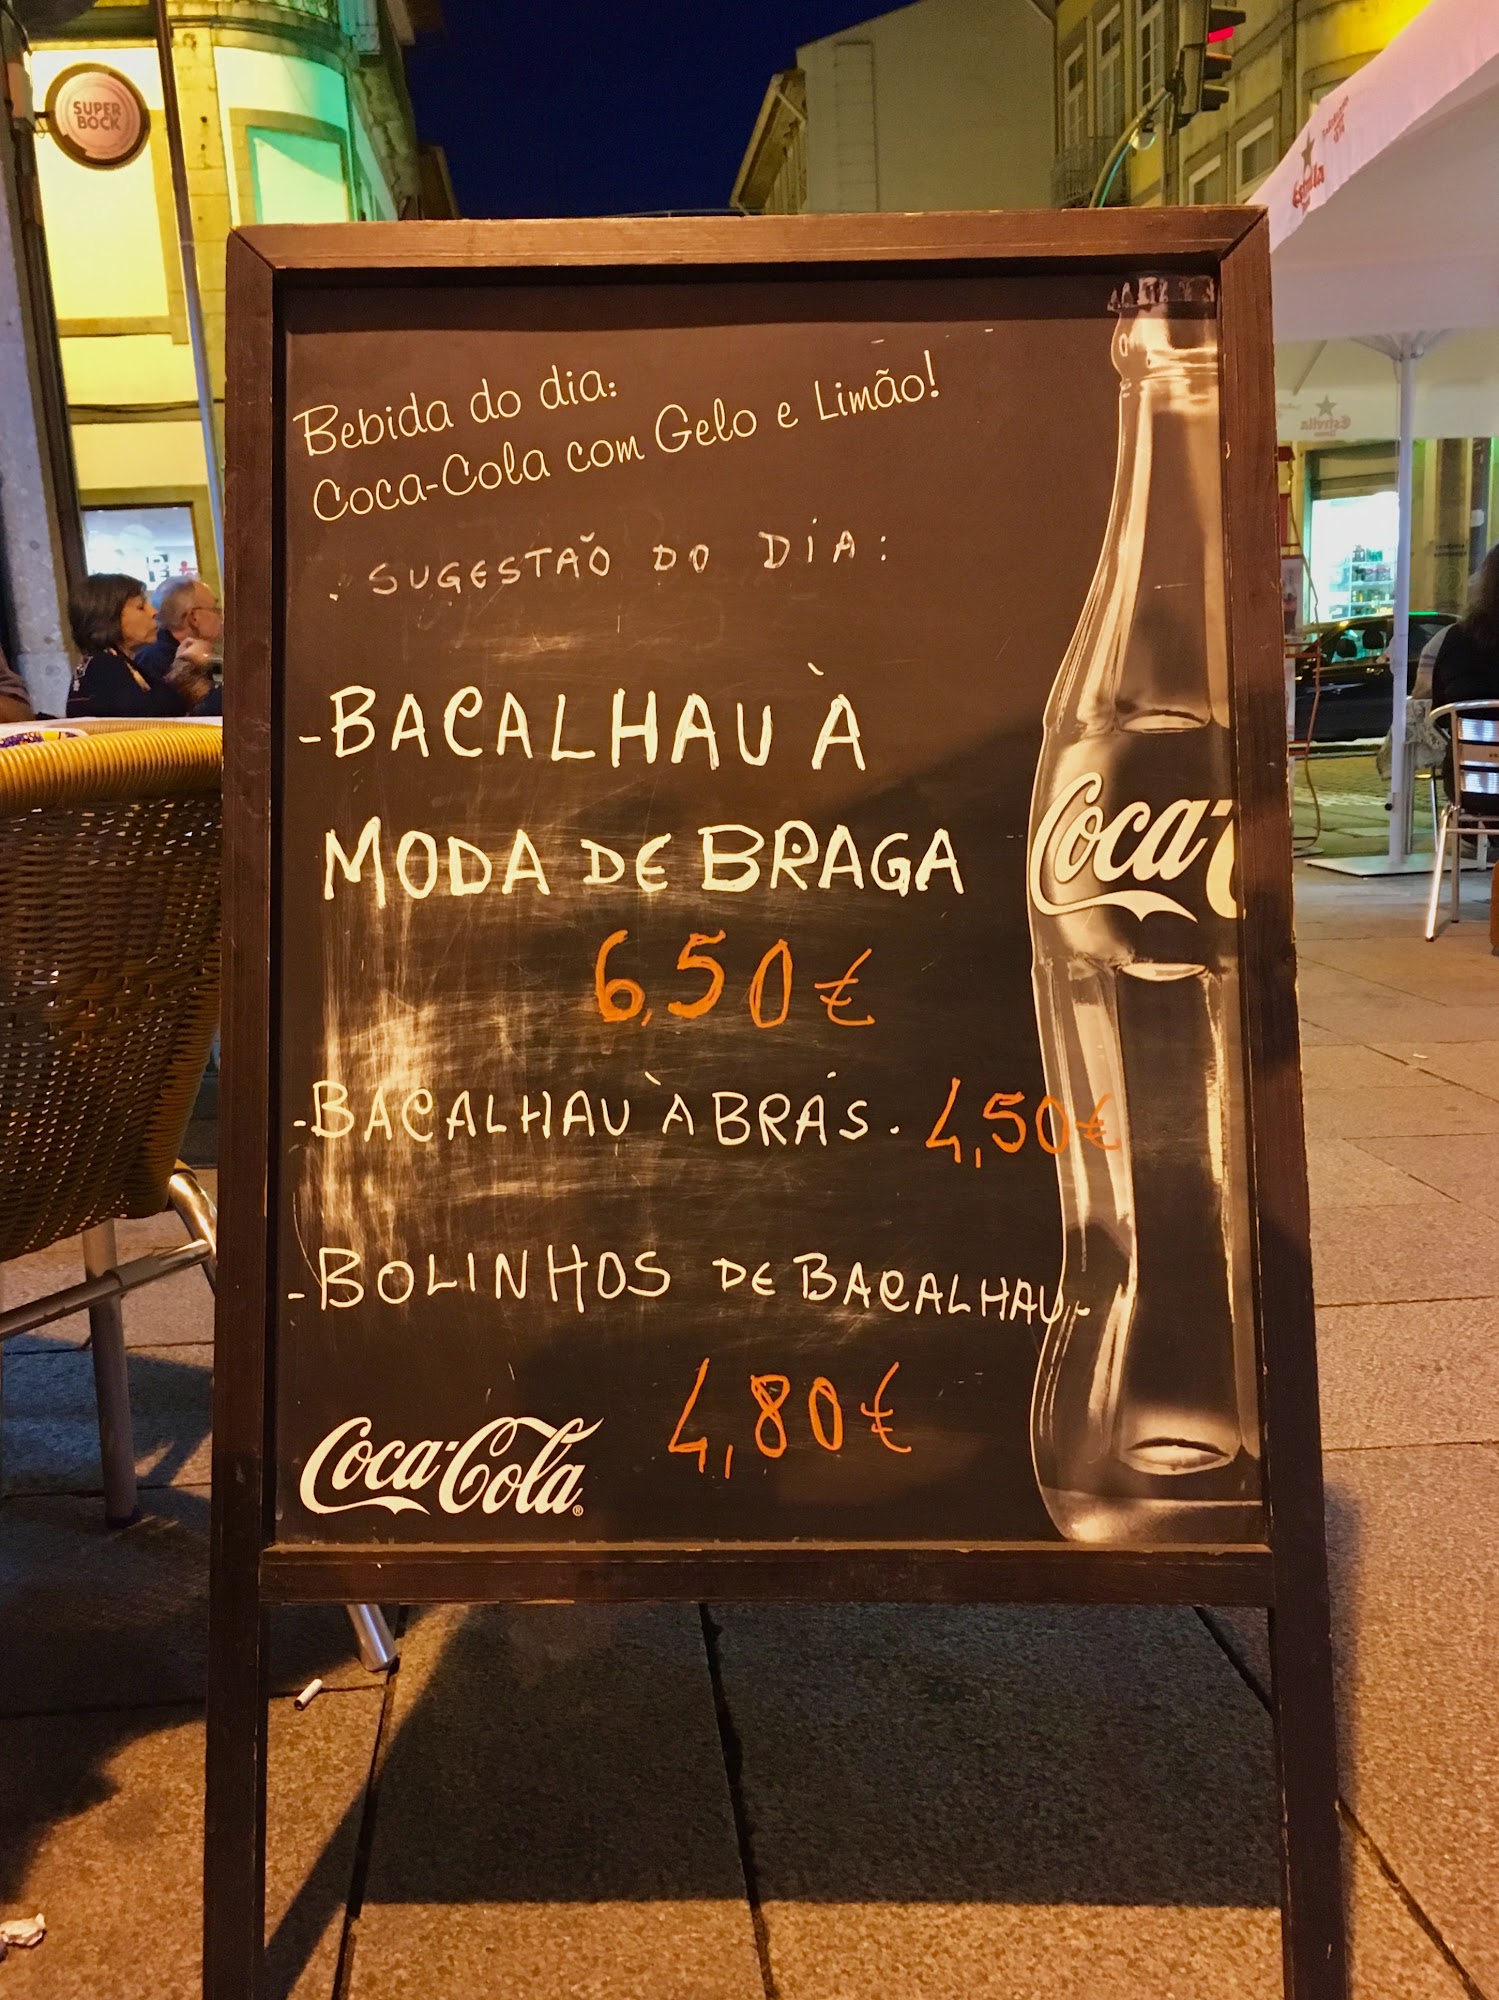 SUPER
BOCK
Estrella
Estrella
Bebida do dia:
Coca-Cola com Gelo e Limão!
. SUGESTÃO DO DIA:
-BACALHAU À
MODA DE BRAGA
6,50€
-BACALHAU À BRÁS. 4,50€
-BOLINHOS DE BACALHAU-
4,80€
Coca-Cola®
Coca-C